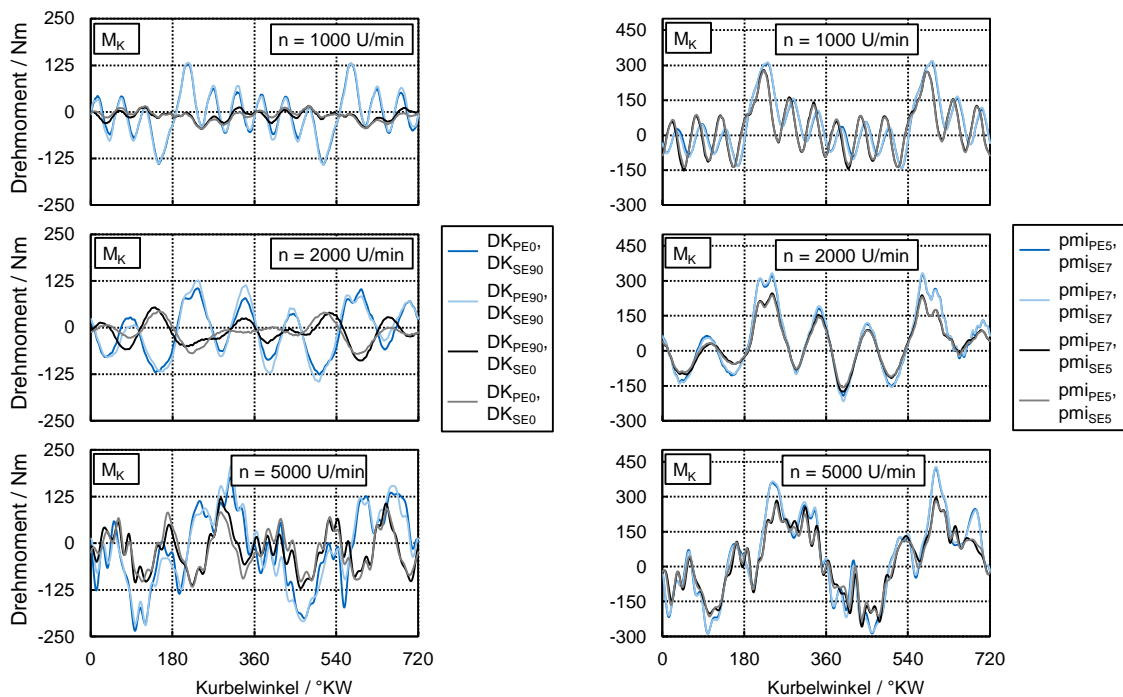 250
M_K
n = 1000 U/min
125
0
-125
-250
Drehmoment / Nm
450
M_K
n = 1000 U/min
300
150
0
-150
-300
250
M_K
n = 2000 U/min
125
0
-125
-250
Drehmoment / Nm
DK_PE0,
DK_SE90
DK_PE90,
DK_SE90
DK_PE90,
DK_SE0
DK_PE0,
DK_SE0
450
M_K
n = 2000 U/min
300
150
0
-150
-300
pmi_PE5,
pmi_SE7
pmi_PE7,
pmi_SE7
pmi_PE7,
pmi_SE5
pmi_PE5,
pmi_SE5
250
M_K
n = 5000 U/min
125
0
-125
-250
Drehmoment / Nm
0 180 360 540 720
Kurbelwinkel / °KW
450
M_K
n = 5000 U/min
300
150
0
-150
-300
0 180 360 540 720
Kurbelwinkel / °KW